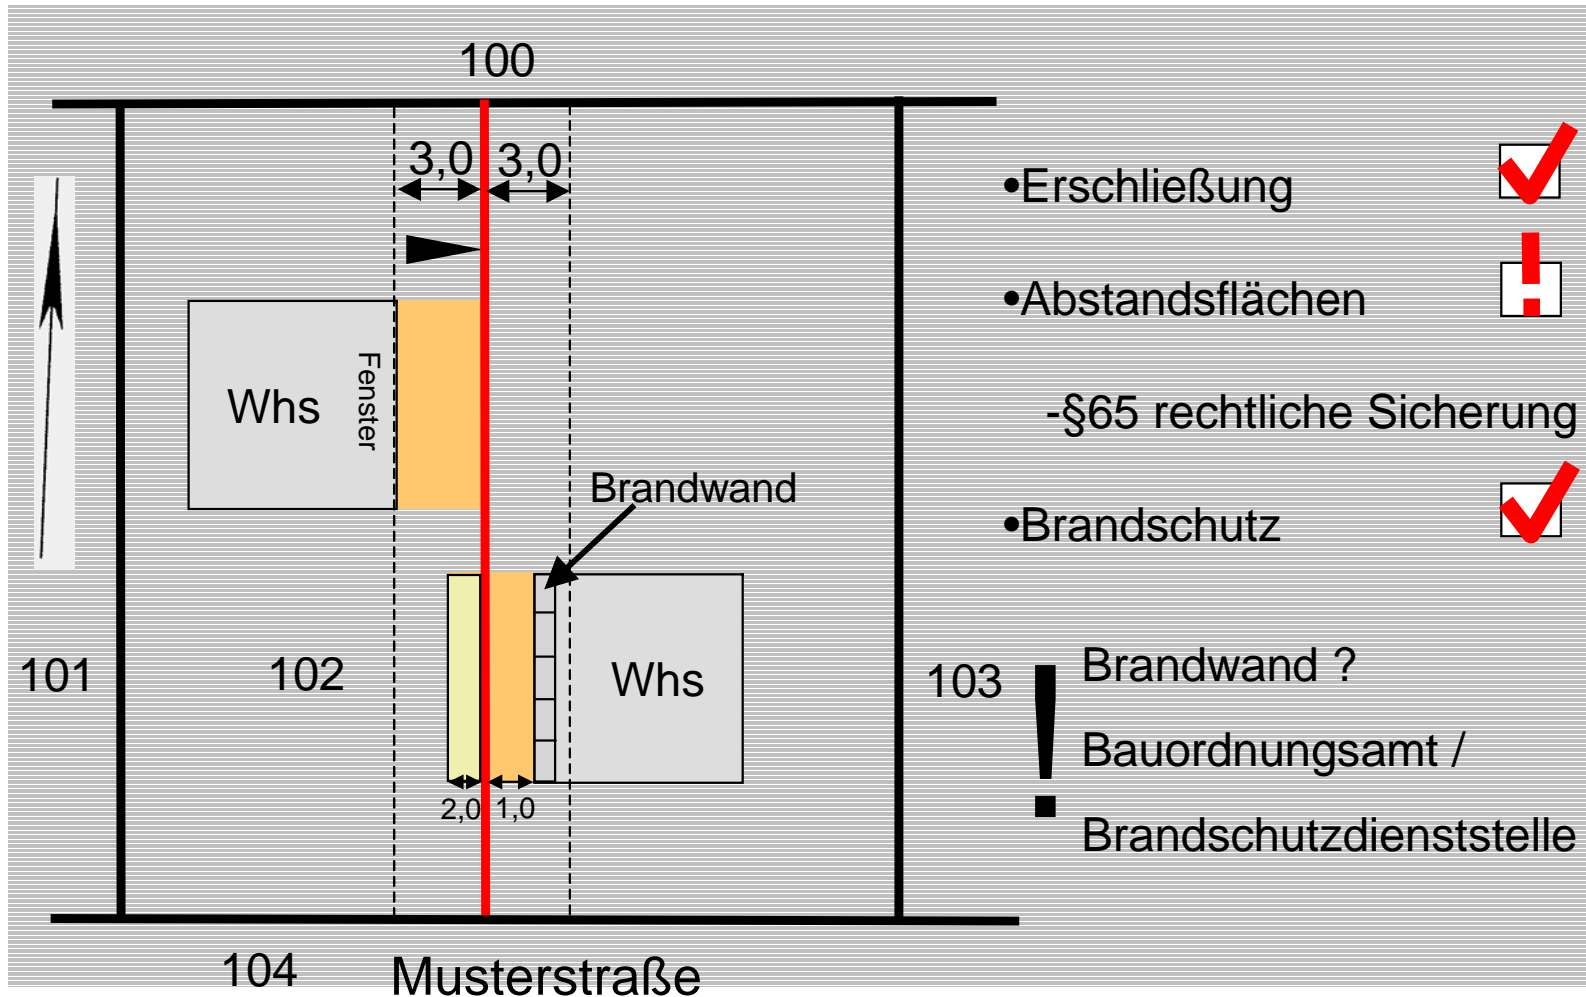 100
3,0 3,0
Fenster
Whs
Brandwand
Whs
2,0 1,0
101
102
103
104
Musterstraße
•Erschließung
•Abstandsflächen
-§65 rechtliche Sicherung
•Brandschutz
! Brandwand ?
Bauordnungsamt /
Brandschutzdienststelle